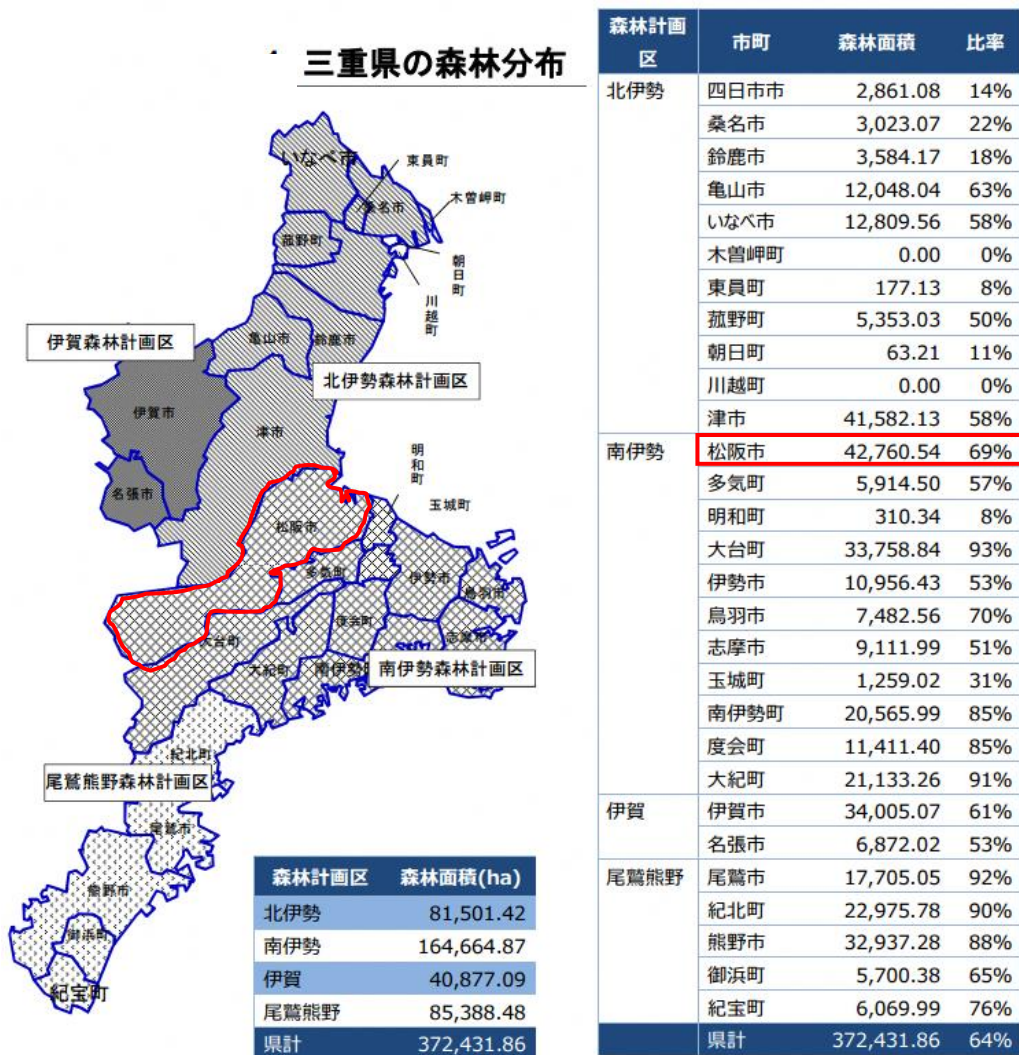 三重県の森林分布
いなべ市
東員町
桑名市
木曽岬町
菰野町
朝日町
川越町
亀山市
鈴鹿市
伊賀森林計画区
北伊勢森林計画区
伊賀市
津市
名張市
明和町
玉城町
松阪市
多気町
伊勢市
鳥羽市
大台町
度会町
志摩市
大紀町
南伊勢
南伊勢森林計画区
紀北町
尾鷲熊野森林計画区
尾鷲市
熊野市
御浜町
紀宝町
森林計画区 森林面積(ha)
北伊勢 81,501.42
南伊勢 164,664.87
伊賀 40,877.09
尾鷲熊野 85,388.48
県計 372,431.86
森林計画区 市町 森林面積 比率
北伊勢 四日市市 2,861.08 14%
桑名市 3,023.07 22%
鈴鹿市 3,584.17 18%
亀山市 12,048.04 63%
いなべ市 12,809.56 58%
木曽岬町 0.00 0%
東員町 177.13 8%
菰野町 5,353.03 50%
朝日町 63.21 11%
川越町 0.00 0%
津市 41,582.13 58%
南伊勢 松阪市 42,760.54 69%
多気町 5,914.50 57%
明和町 310.34 8%
大台町 33,758.84 93%
伊勢市 10,956.43 53%
鳥羽市 7,482.56 70%
志摩市 9,111.99 51%
玉城町 1,259.02 31%
南伊勢町 20,565.99 85%
度会町 11,411.40 85%
大紀町 21,133.26 91%
伊賀 伊賀市 34,005.07 61%
名張市 6,872.02 53%
尾鷲熊野 尾鷲市 17,705.05 92%
紀北町 22,975.78 90%
熊野市 32,937.28 88%
御浜町 5,700.38 65%
紀宝町 6,069.99 76%
県計 372,431.86 64%